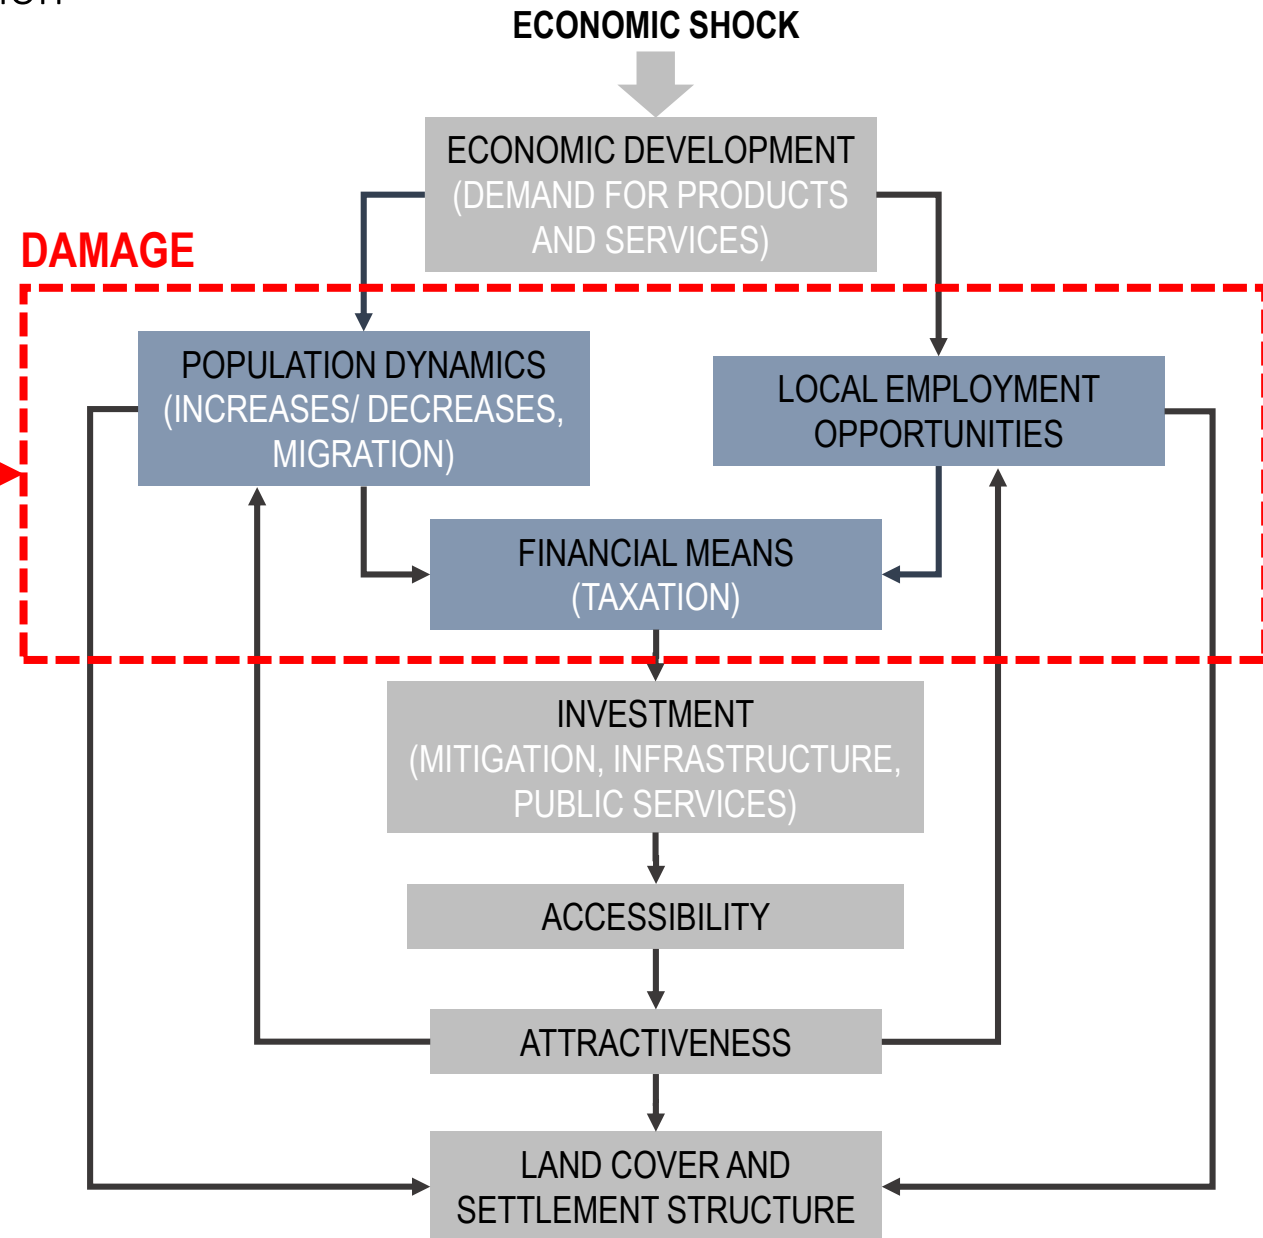 ECONOMIC SHOCK
ECONOMIC DEVELOPMENT
(DEMAND FOR PRODUCTS
AND SERVICES)
DAMAGE
POPULATION DYNAMICS
(INCREASES/ DECREASES,
MIGRATION)
LOCAL EMPLOYMENT
OPPORTUNITIES
FINANCIAL MEANS
(TAXATION)
INVESTMENT
(MITIGATION, INFRASTRUCTURE,
PUBLIC SERVICES)
ACCESSIBILITY
ATTRACTIVENESS
LAND COVER AND
SETTLEMENT STRUCTURE